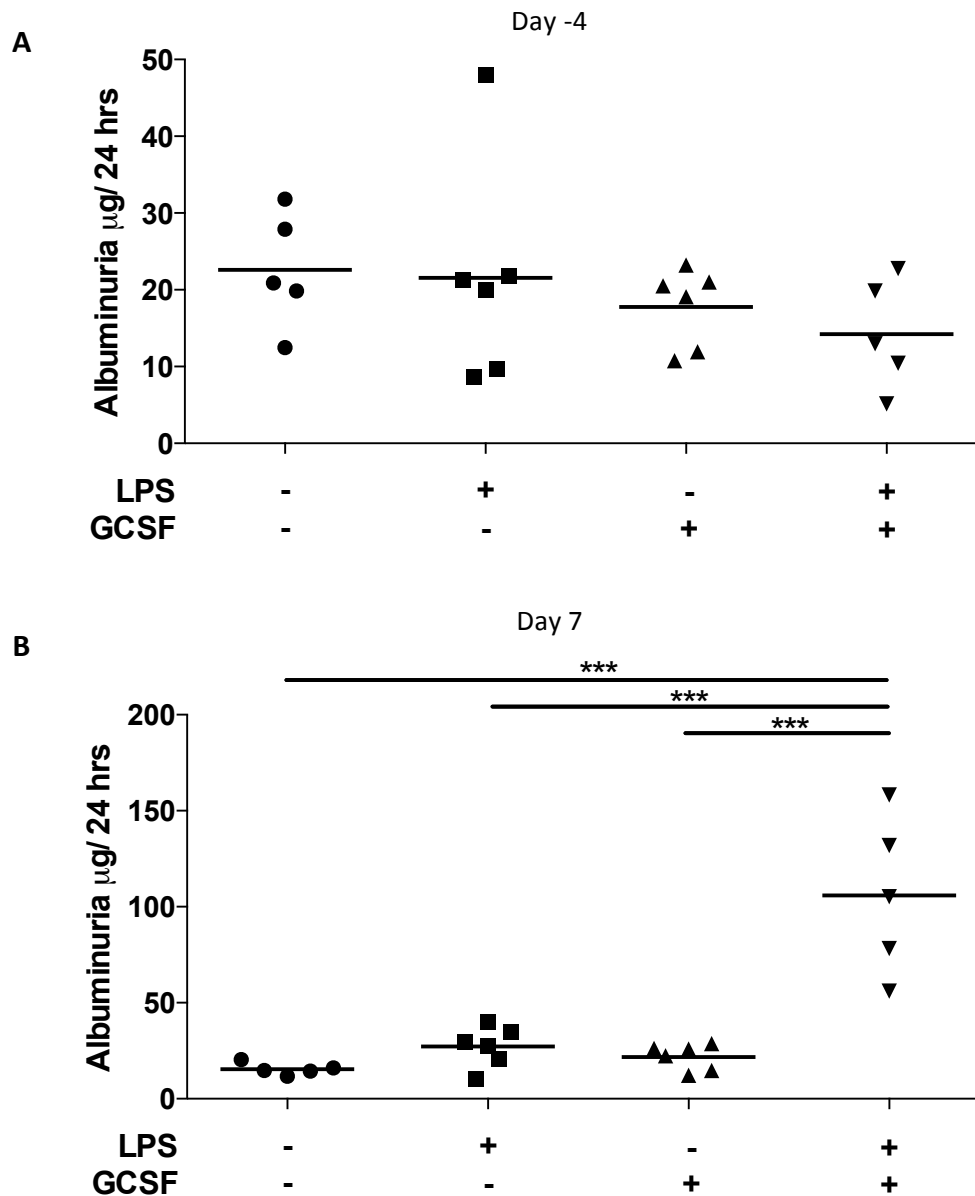 Day -4
A
Albuminuria μg/ 24 hrs
50
40
30
20
10
0
LPS - + - +
GCSF - - + +
Day 7
B
***
***
***
Albuminuria μg/ 24 hrs
200
150
100
50
0
LPS - + - +
GCSF - - + +